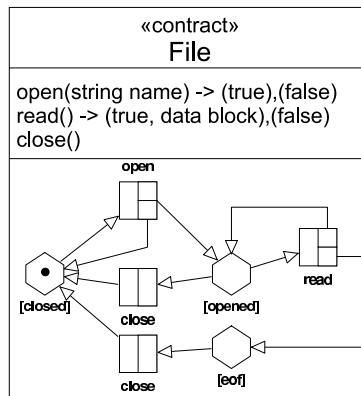 «contract»
File
open(string name) -> (true),(false)
read() -> (true, data block),(false)
close()
open
read
[closed]
close
[opened]
close
[eof]